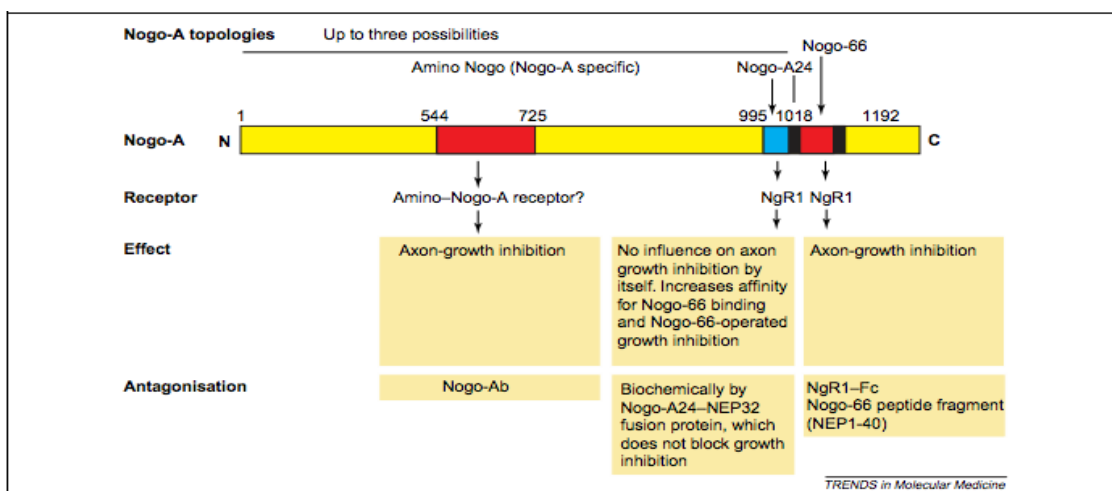 Nogo-A topologies Up to three possibilities
Nogo-66
Amino Nogo (Nogo-A specific) Nogo-A24
1 544 725 995 1018 1192
Nogo-A N C
Receptor Amino–Nogo-A receptor? NgR1 NgR1
Effect
Axon-growth inhibition
No influence on axon
growth inhibition by
itself. Increases affinity
for Nogo-66 binding
and Nogo-66-operated
growth inhibition
Axon-growth inhibition
Antagonisation
Nogo-Ab
Biochemically by
Nogo-A24–NEP32
fusion protein, which
does not block growth
inhibition
NgR1–Fc
Nogo-66 peptide fragment
(NEP1-40)
TRENDS in Molecular Medicine